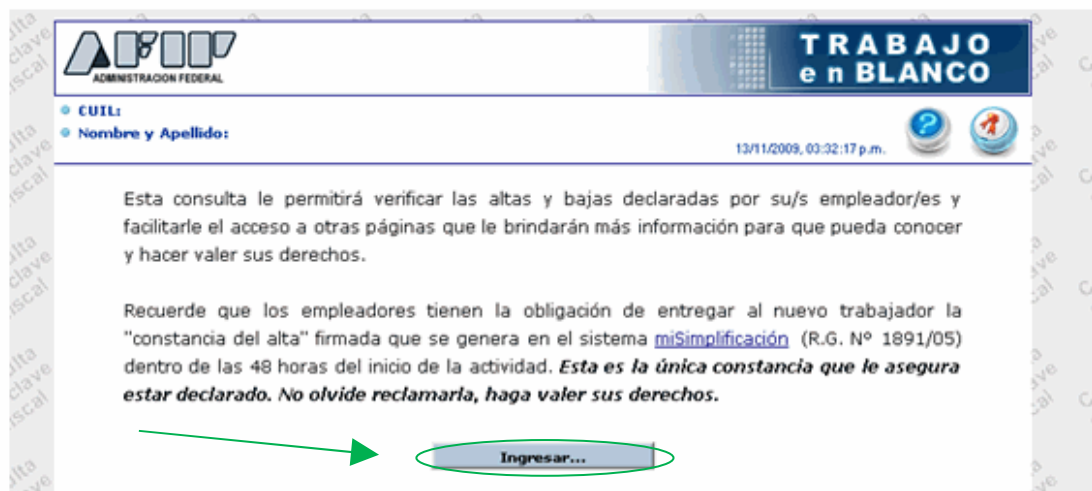 AFIP
ADMINISTRACION FEDERAL
TRABAJO
en BLANCO
CUIL:
Nombre y Apellido:
13/11/2009, 03:32:17 p.m.
Esta consulta le permitirá verificar las altas y bajas declaradas por su/s empleador/es y
facilitarle el acceso a otras páginas que le brindarán más información para que pueda conocer
y hacer valer sus derechos.
Recuerde que los empleadores tienen la obligación de entregar al nuevo trabajador la
"constancia del alta" firmada que se genera en el sistema miSimplificación (R.G. Nº 1891/05)
dentro de las 48 horas del inicio de la actividad. Esta es la única constancia que le asegura
estar declarado. No olvide reclamarla, haga valer sus derechos.
Ingresar...